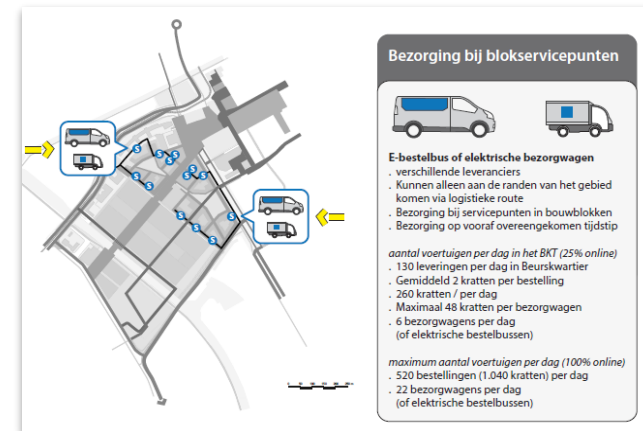 Bezorging bij blokservicepunten
E-bestelbus of elektrische bezorgwagen
. verschillende leveranciers
. Kunnen alleen aan de randen van het gebied
komen via logistieke route
. Bezorging bij servicepunten in bouwblokken
. Bezorging op vooraf overeengekomen tijdstip
aantal voertuigen per dag in het BKT (25% online)
. 130 leveringen per dag in Beurskwartier
. Gemiddeld 2 kratten per bestelling
. 260 kratten / per dag
. Maximaal 48 kratten per bezorgwagen
. 6 bezorgwagens per dag
(of elektrische bestelbussen)
maximum aantal voertuigen per dag (100% online)
. 520 bestellingen (1.040 kratten) per dag
. 22 bezorgwagens per dag
(of elektrische bestelbussen)
S
S
S
S
S
S
S
S
S
S
S
S
S